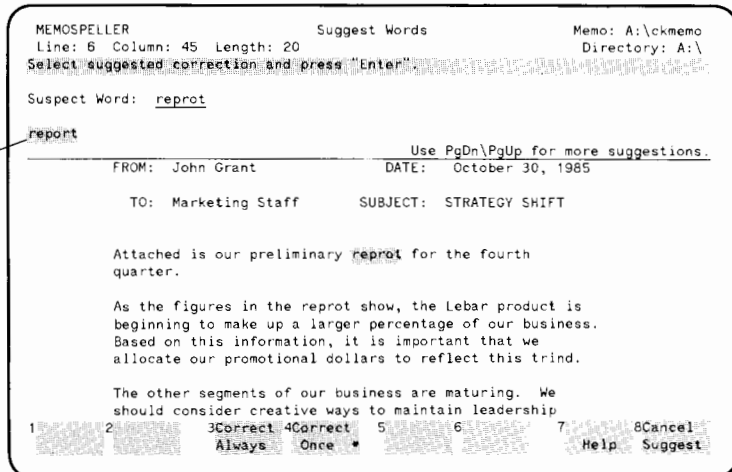 MEMOSPELLER Suggest Words Memo: A:\ckmemo
Line: 6 Column: 45 Length: 20 Directory: A:\
Select suggested correction and press "Enter".
Suspect Word: reprot
report
Use PgDn\PgUp for more suggestions.
FROM: John Grant DATE: October 30, 1985
TO: Marketing Staff SUBJECT: STRATEGY SHIFT
Attached is our preliminary reprot for the fourth
quarter.
As the figures in the reprot show, the Lebar product is
beginning to make up a larger percentage of our business.
Based on this information, it is important that we
allocate our promotional dollars to reflect this trind.
The other segments of our business are maturing. We
should consider creative ways to maintain leadership
1 2 3Correct 4Correct 5 6 7 8Cancel
Always Once Help Suggest